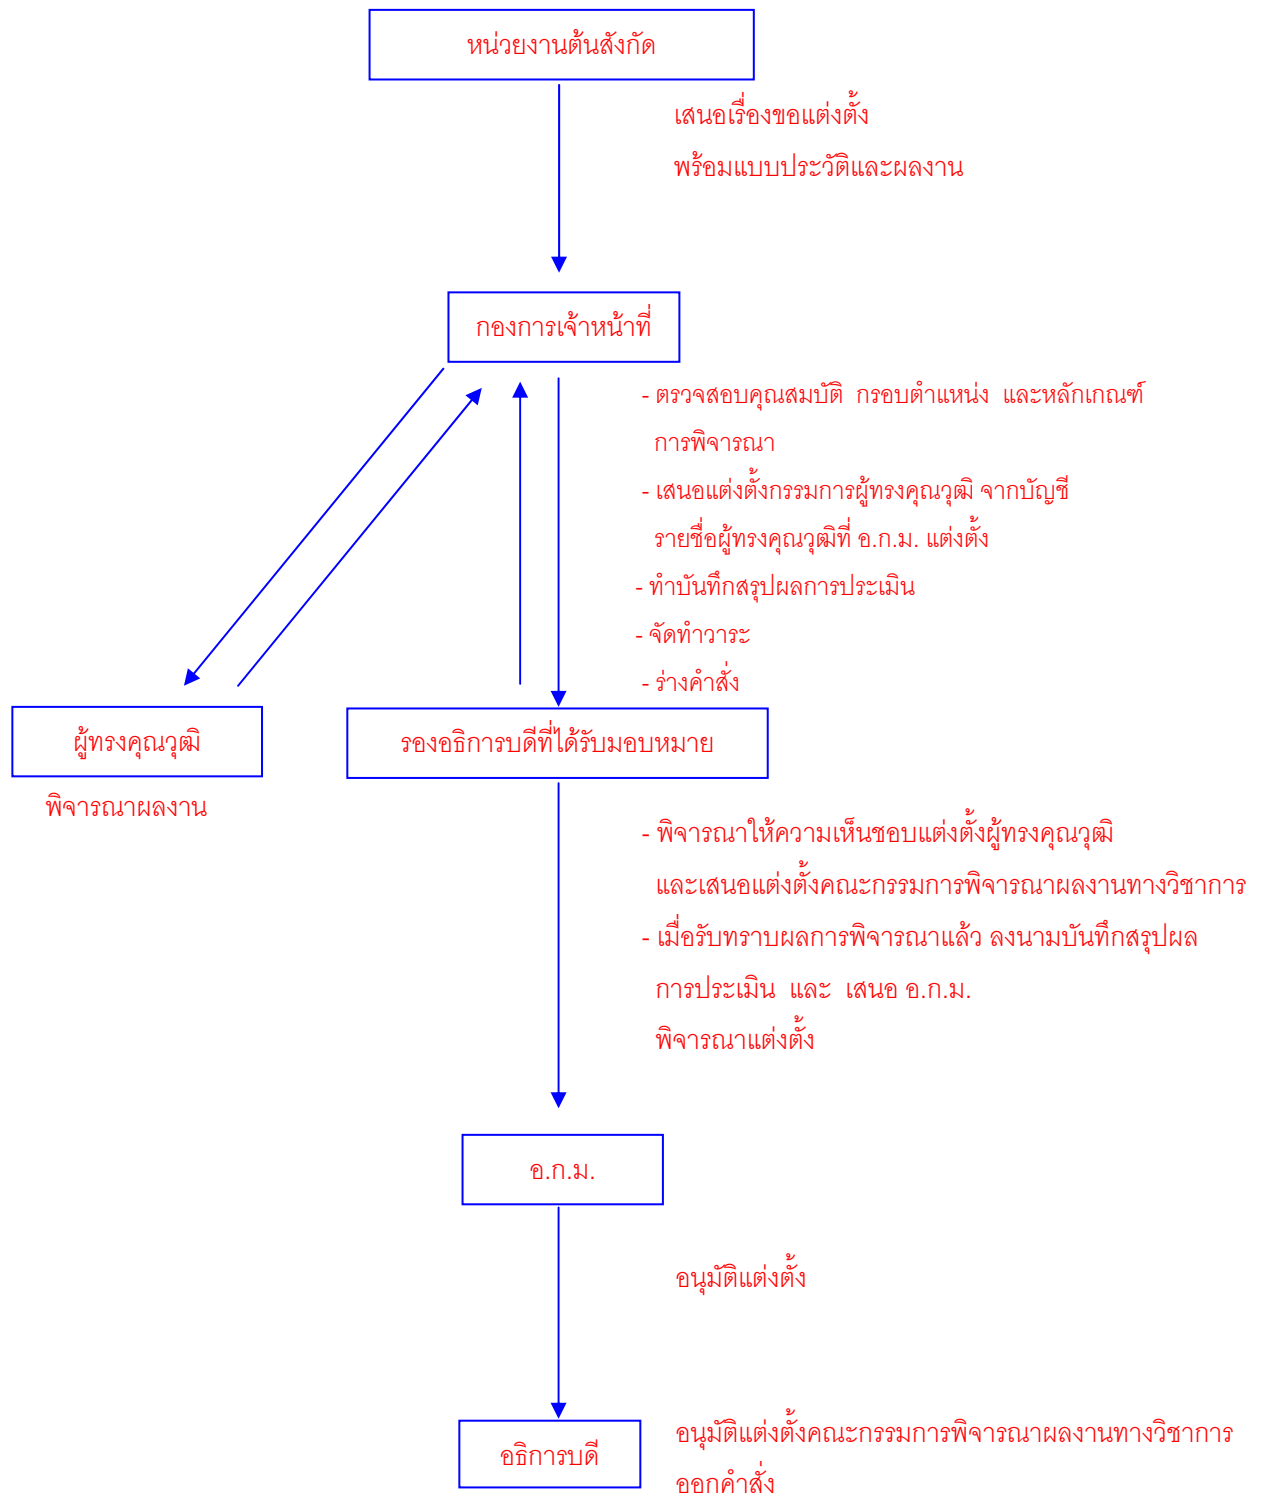 หน่วยงานต้นสังกัด
เสนอเรื่องขอแต่งตั้ง
พร้อมแบบประวัติและผลงาน
กองการเจ้าหน้าที่
- ตรวจสอบคุณสมบัติ กรอบตำแหน่ง และหลักเกณฑ์
การพิจารณา
- เสนอแต่งตั้งกรรมการผู้ทรงคุณวุฒิ จากบัญชี
รายชื่อผู้ทรงคุณวุฒิที่ อ.ก.ม. แต่งตั้ง
- ทำบันทึกสรุปผลการประเมิน
- จัดทำวาระ
- ร่างคำสั่ง
ผู้ทรงคุณวุฒิ
พิจารณาผลงาน
รองอธิการบดีที่ได้รับมอบหมาย
- พิจารณาให้ความเห็นชอบแต่งตั้งผู้ทรงคุณวุฒิ
และเสนอแต่งตั้งคณะกรรมการพิจารณาผลงานทางวิชาการ
- เมื่อรับทราบผลการพิจารณาแล้ว ลงนามบันทึกสรุปผล
การประเมิน และ เสนอ อ.ก.ม.
พิจารณาแต่งตั้ง
อ.ก.ม.
อนุมัติแต่งตั้ง
อธิการบดี
อนุมัติแต่งตั้งคณะกรรมการพิจารณาผลงานทางวิชาการ
ออกคำสั่ง